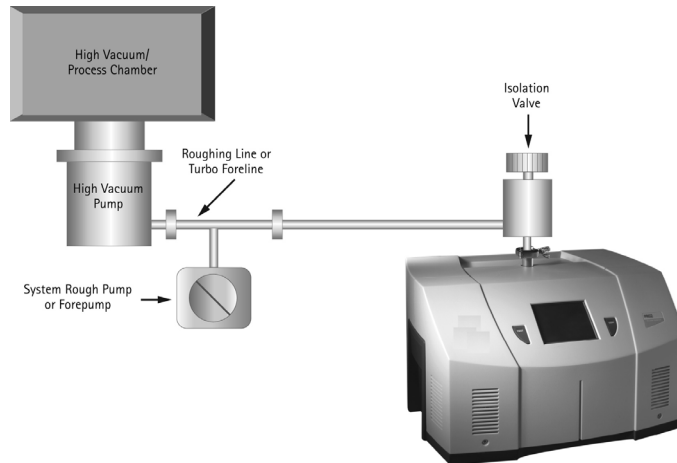 High Vacuum/
Process Chamber
Isolation
Valve
Roughing Line or
Turbo Foreline
High Vacuum
Pump
System Rough Pump
or Forepump